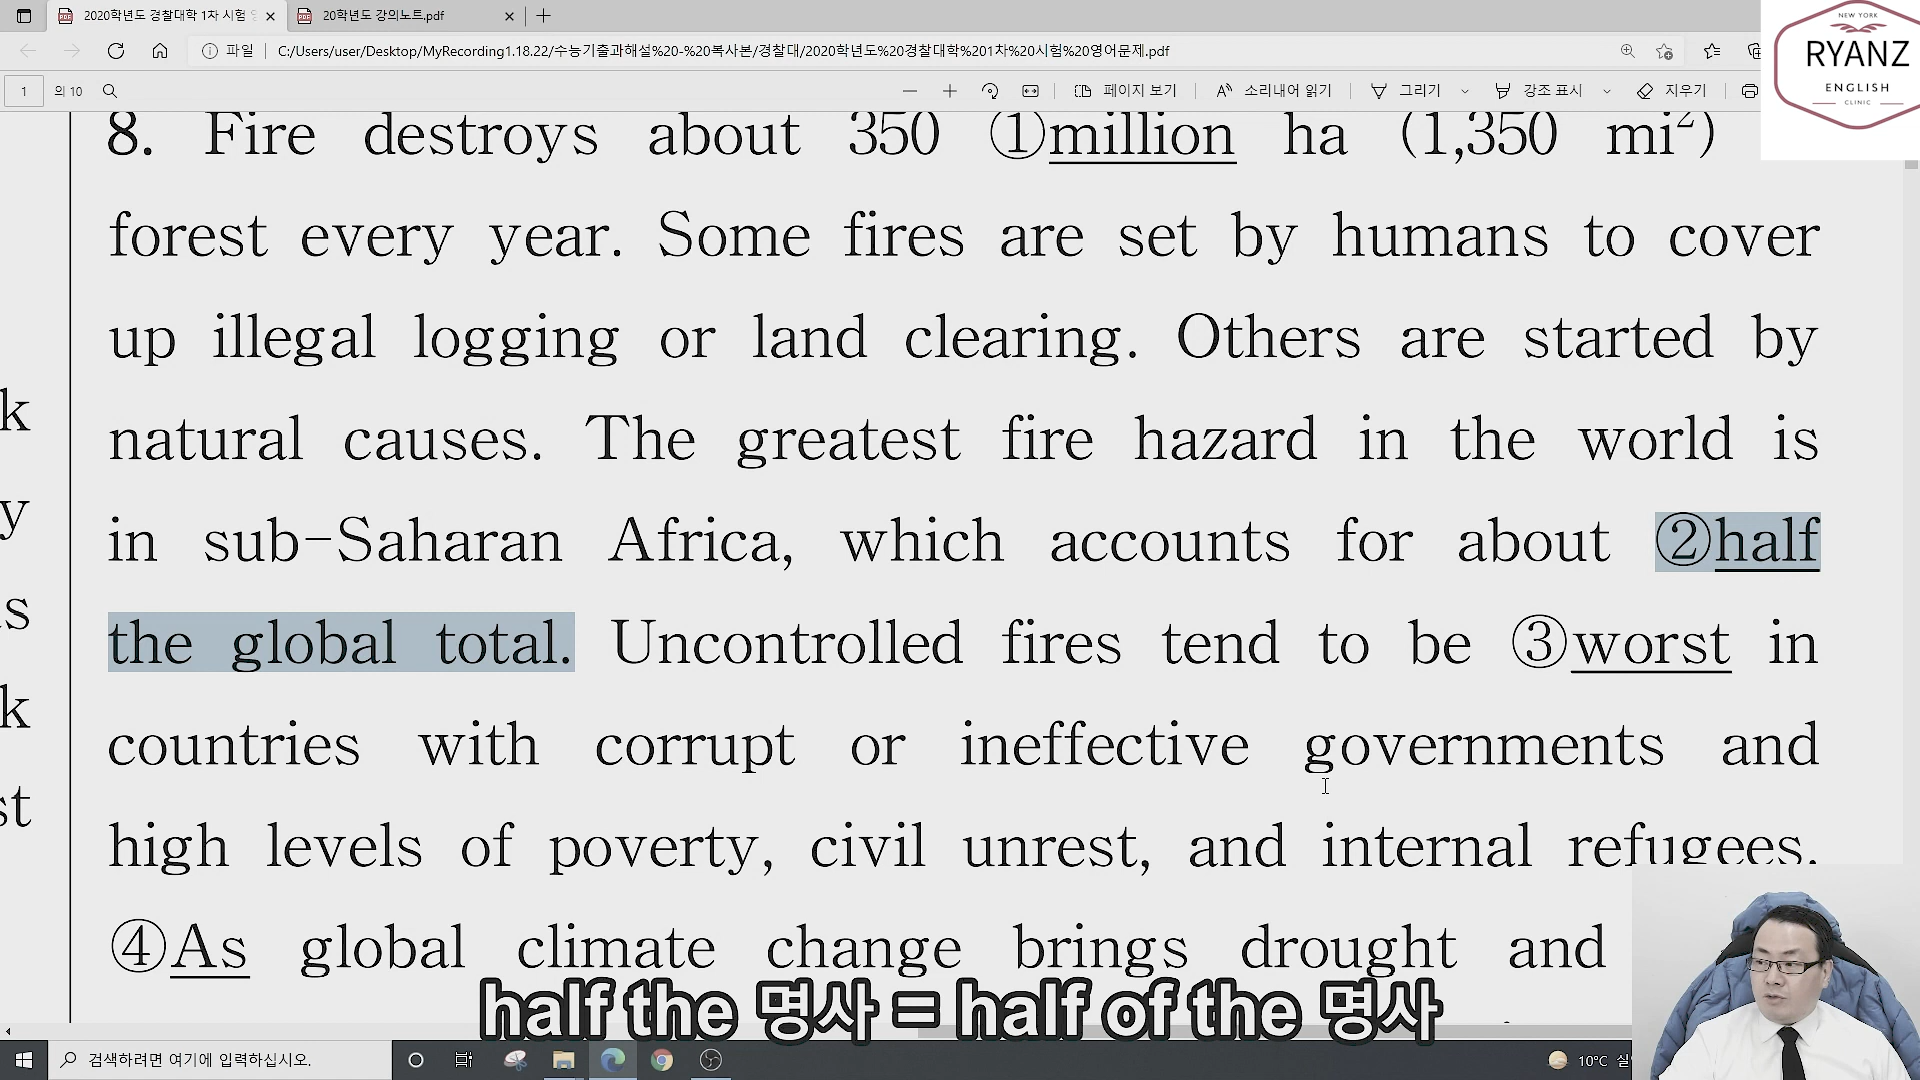 2020학년도 경찰대학 1차 시험 영
20학년도 강의노트.pdf
파일
C:/Users/user/Desktop/MyRecording1.18.22/수능기출과해설%20-%20복사본/경찰대/2020학년도%20경찰대학%201차%20시험%20영어문제.pdf
1 의 10
페이지 보기
소리내어 읽기
그리기
강조 표시
지우기
NEW YORK
RYANZ
ENGLISH
CLINIC
8. Fire destroys about 350 ①million ha (1,350 mi²)
forest every year. Some fires are set by humans to cover
up illegal logging or land clearing. Others are started by
natural causes. The greatest fire hazard in the world is
in sub-Saharan Africa, which accounts for about ②half
the global total. Uncontrolled fires tend to be ③worst in
countries with corrupt or ineffective governments and
high levels of poverty, civil unrest, and internal refugees.
④As global climate change brings drought and
k
y
s
k
st
half the 명사 = half of the 명사
검색하려면 여기에 입력하십시오.
10°C